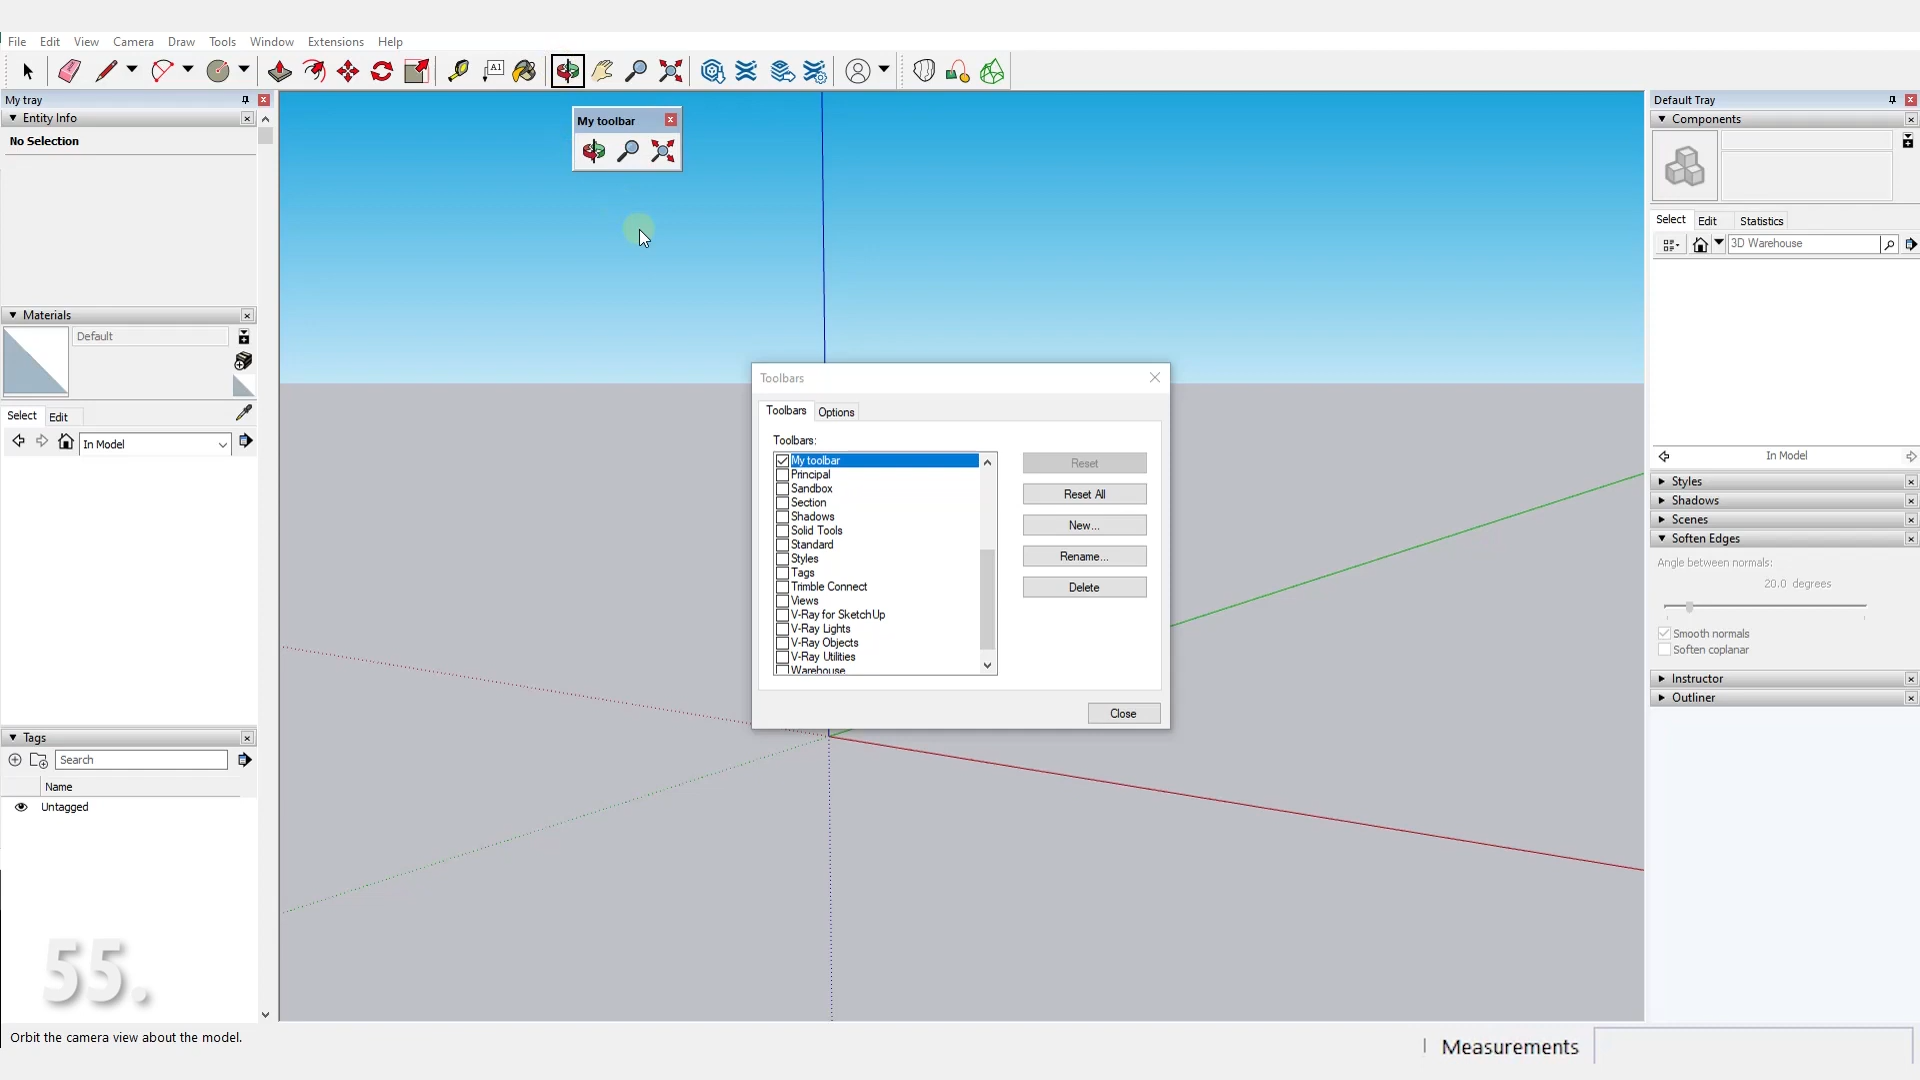 File Edit View Camera Draw Tools Window Extensions Help
A1
My tray
Entity Info
No Selection
Materials
Default
Select Edit
In Model
Tags
Search
Name
Untagged
55.
Orbit the camera view about the model.
My toolbar
Toolbars
Toolbars Options
Toolbars:
My toolbar
Principal
Sandbox
Section
Shadows
Solid Tools
Standard
Styles
Tags
Trimble Connect
Views
V-Ray for SketchUp
V-Ray Lights
V-Ray Objects
V-Ray Utilities
Warehouse
Reset
Reset All
New...
Rename...
Delete
Close
Default Tray
Components
Select Edit Statistics
3D Warehouse
In Model
Styles
Shadows
Scenes
Soften Edges
Angle between normals:
20.0 degrees
Smooth normals
Soften coplanar
Instructor
Outliner
Measurements